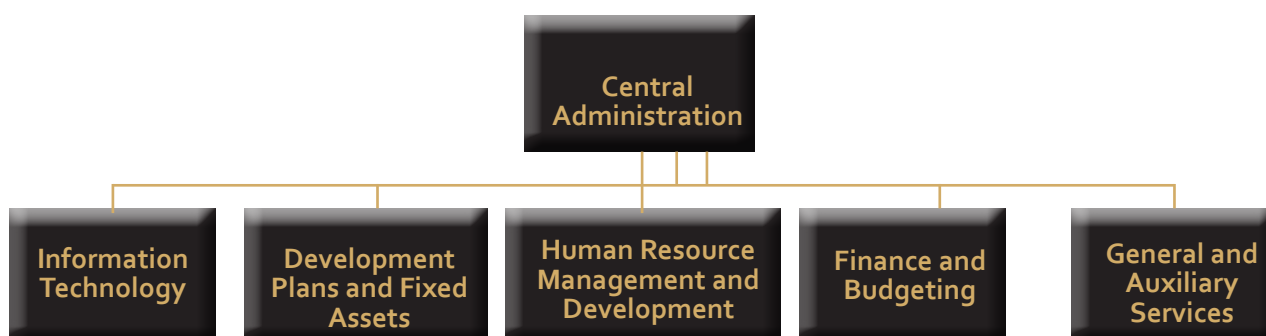 Central
Administration
Information
Technology
Development
Plans and Fixed
Assets
Human Resource
Management and
Development
Finance and
Budgeting
General and
Auxiliary
Services